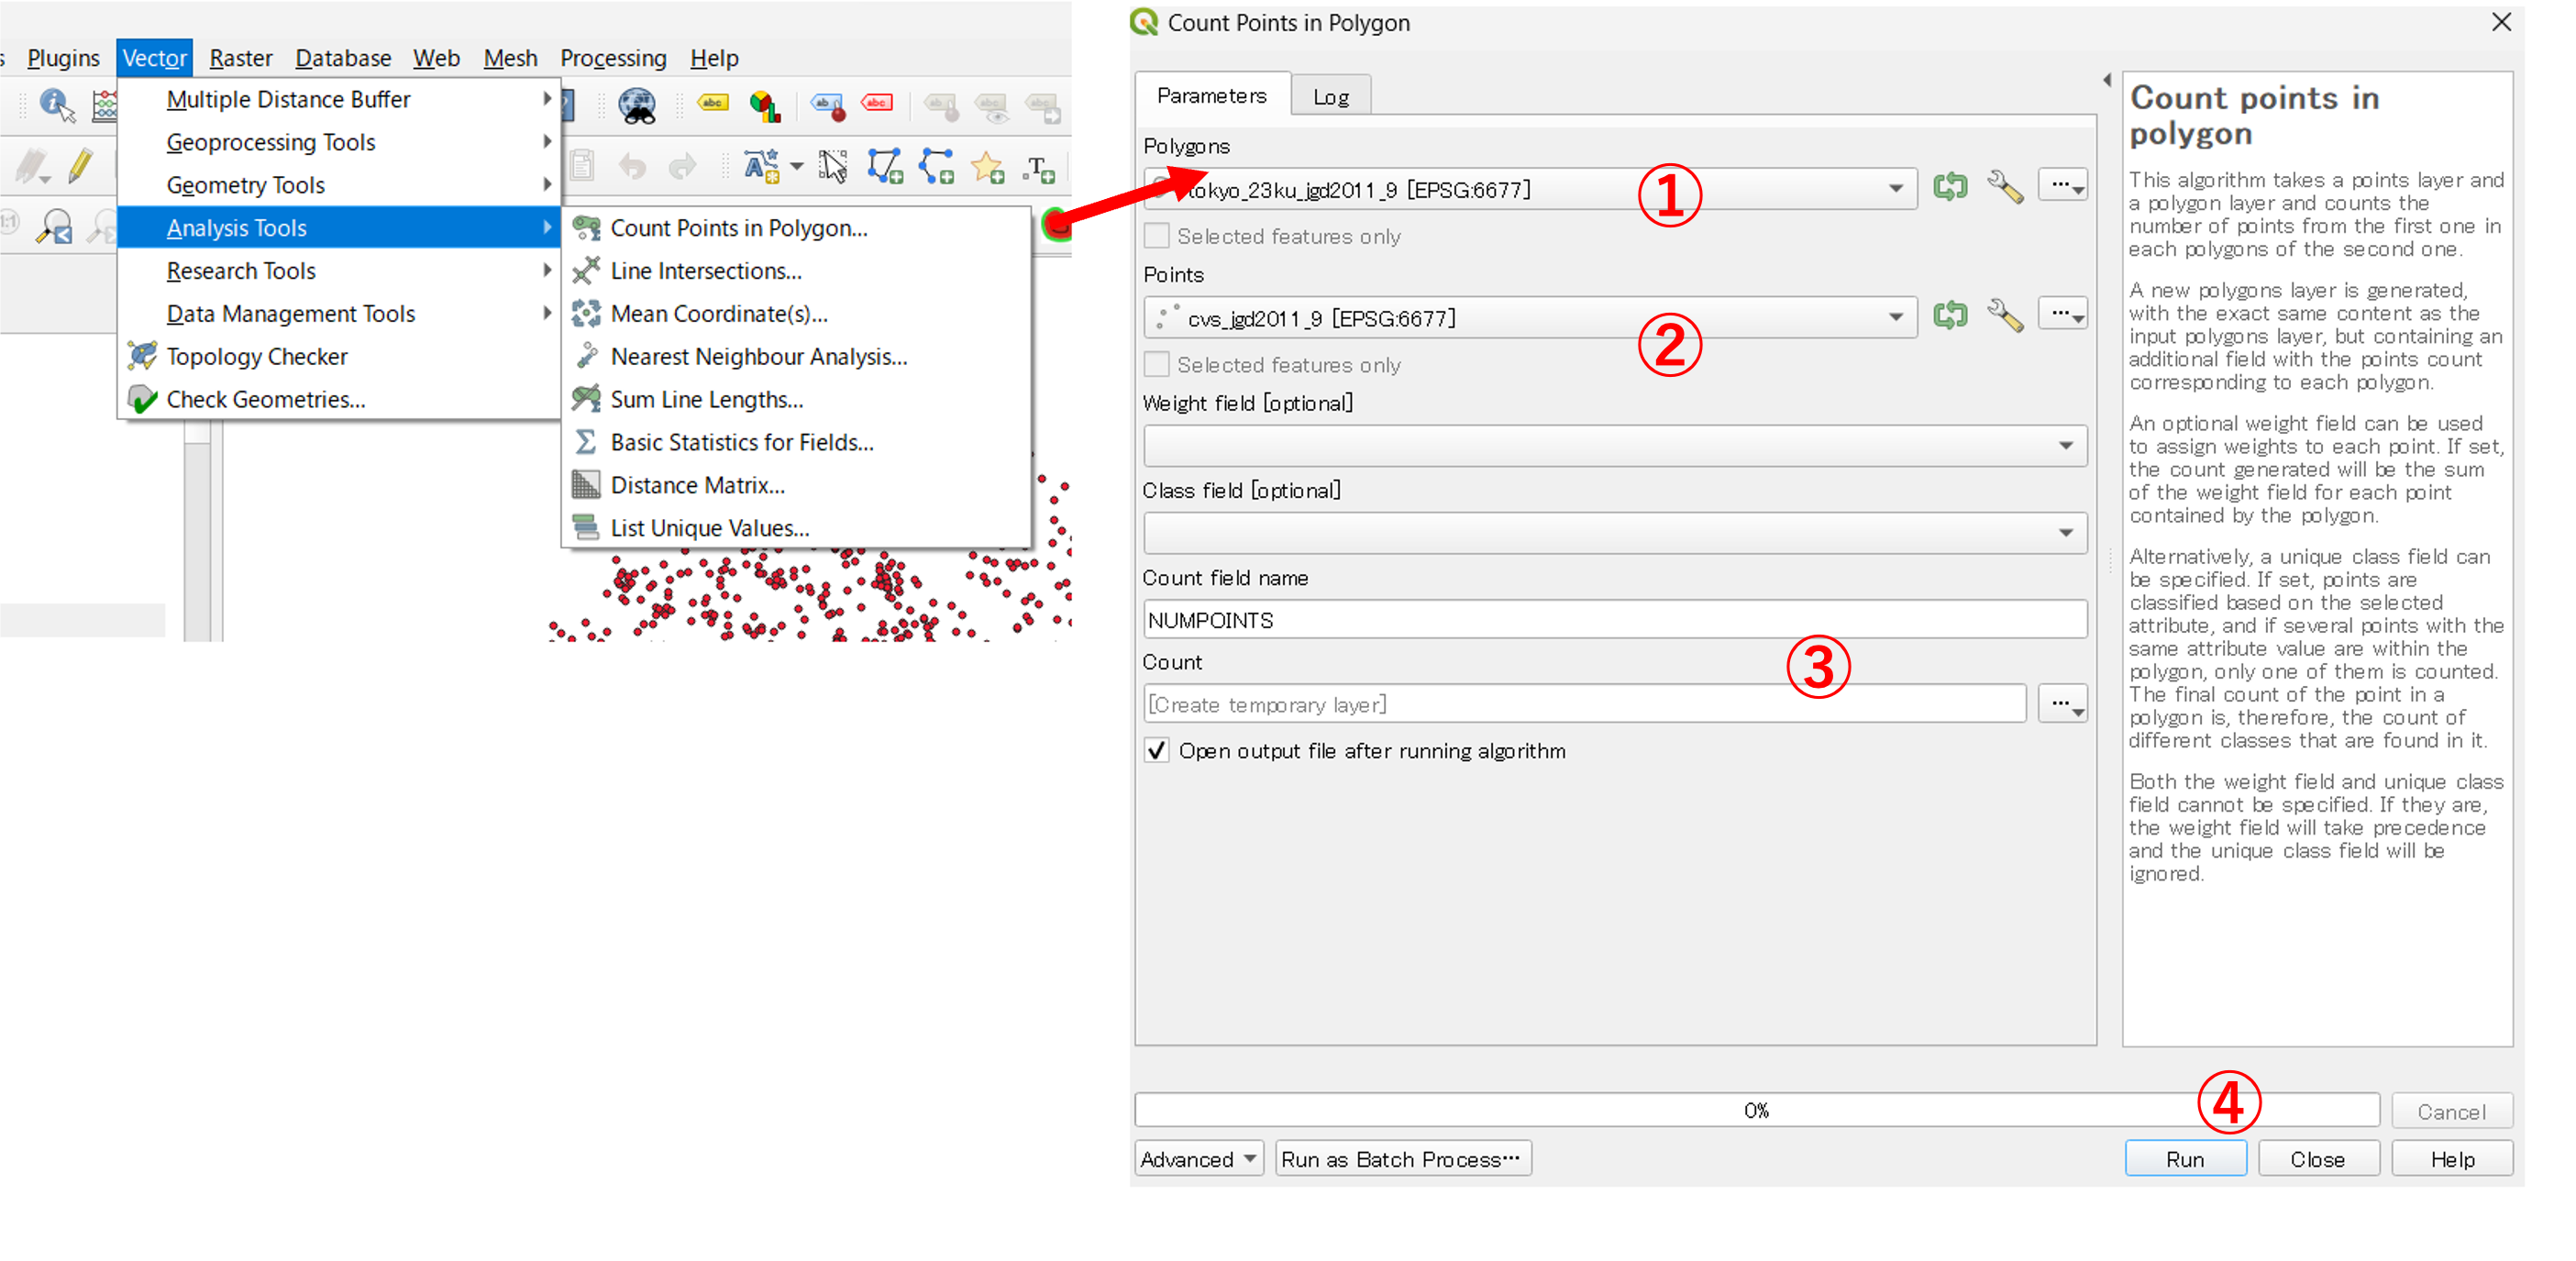 Plugins Vector Raster Database Web Mesh Processing Help
Multiple Distance Buffer
Geoprocessing Tools
Geometry Tools
Analysis Tools
Research Tools
Data Management Tools
Topology Checker
Check Geometries...
Count Points in Polygon...
Line Intersections...
Mean Coordinate(s)...
Nearest Neighbour Analysis...
Sum Line Lengths...
Basic Statistics for Fields...
Distance Matrix...
List Unique Values...
Count Points in Polygon
Parameters Log
Polygons
tokyo_23ku_jgd2011_9 [EPSG:6677]
①
Selected features only
Points
cvs_jgd2011_9 [EPSG:6677]
②
Selected features only
Weight field [optional]
Class field [optional]
Count field name
NUMPOINTS
Count
③
[Create temporary layer]
Open output file after running algorithm
Count points in
polygon
This algorithm takes a points layer and
a polygon layer and counts the
number of points from the first one in
each polygons of the second one.
A new polygons layer is generated,
with the exact same content as the
input polygons layer, but containing an
additional field with the points count
corresponding to each polygon.
An optional weight field can be used
to assign weights to each point. If set,
the count generated will be the sum
of the weight field for each point
contained by the polygon.
Alternatively, a unique class field can
be specified. If set, points are
classified based on the selected
attribute, and if several points with the
same attribute value are within the
polygon, only one of them is counted.
The final count of the point in a
polygon is, therefore, the count of
different classes that are found in it.
Both the weight field and unique class
field cannot be specified. If they are,
the weight field will take precedence
and the unique class field will be
ignored.
0%
④
Cancel
Advanced Run as Batch Process…
Run Close Help